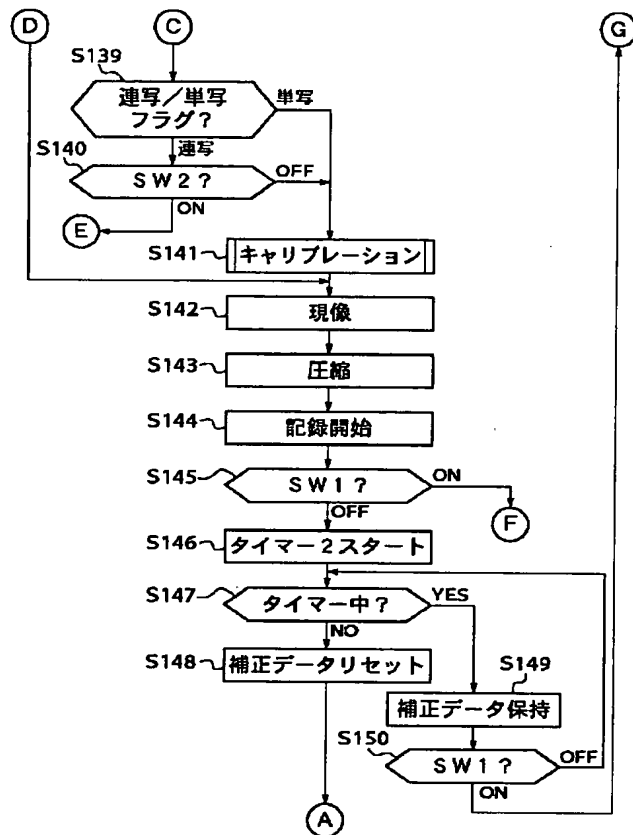 D
C
G
S139
連写／単写
フラグ？
単写
連写
S140
SW2？
OFF
ON
E
S141
キャリブレーション
S142
現像
S143
圧縮
S144
記録開始
S145
SW1？
ON
OFF
F
S146
タイマー2スタート
S147
タイマー中？
YES
NO
S148
補正データリセット
S149
補正データ保持
S150
SW1？
OFF
ON
A